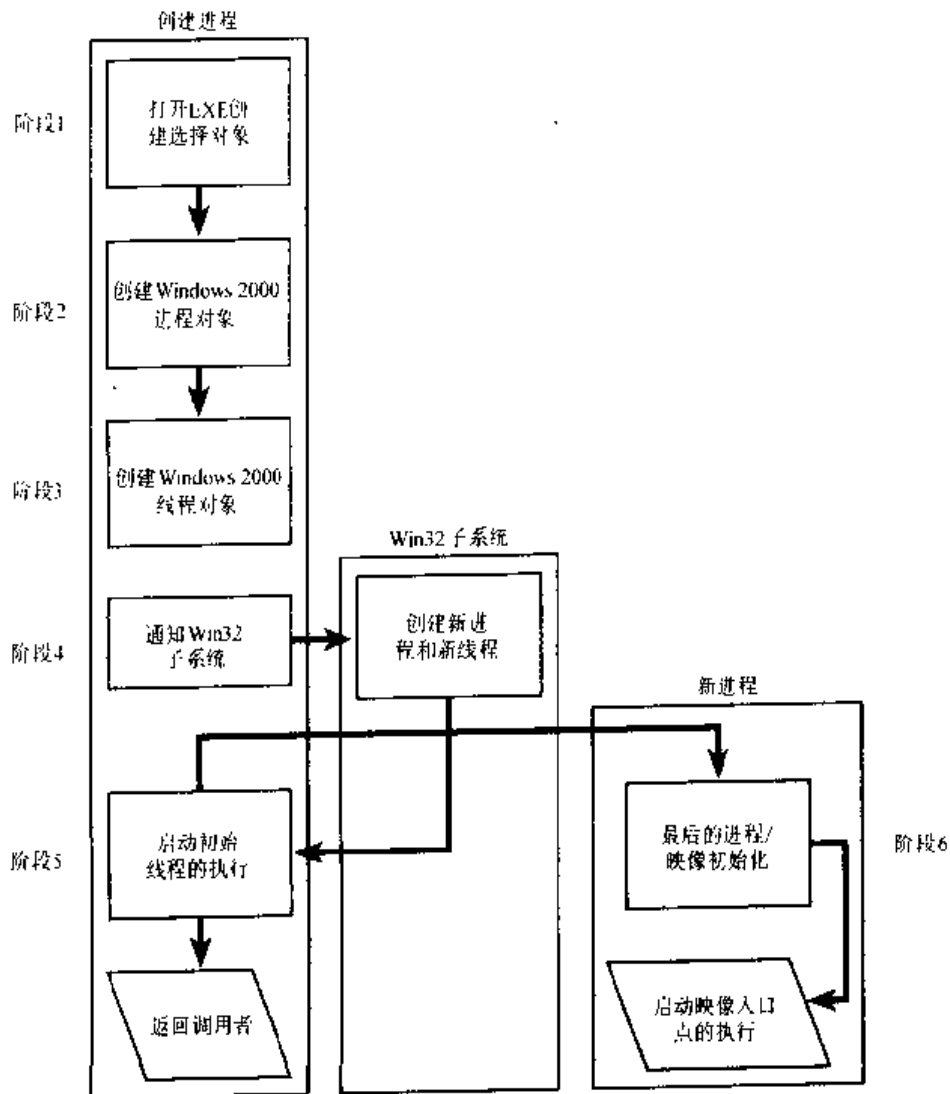 创建进程
阶段1
打开EXE创
建选择对象
阶段2
创建Windows 2000
进程对象
阶段3
创建Windows 2000
线程对象
Win32 子系统
阶段4
通知Win32
子系统
创建新进
程和新线程
新进程
阶段5
启动初始
线程的执行
最后的进程/
映像初始化
阶段6
返回调用者
启动映像入口
点的执行